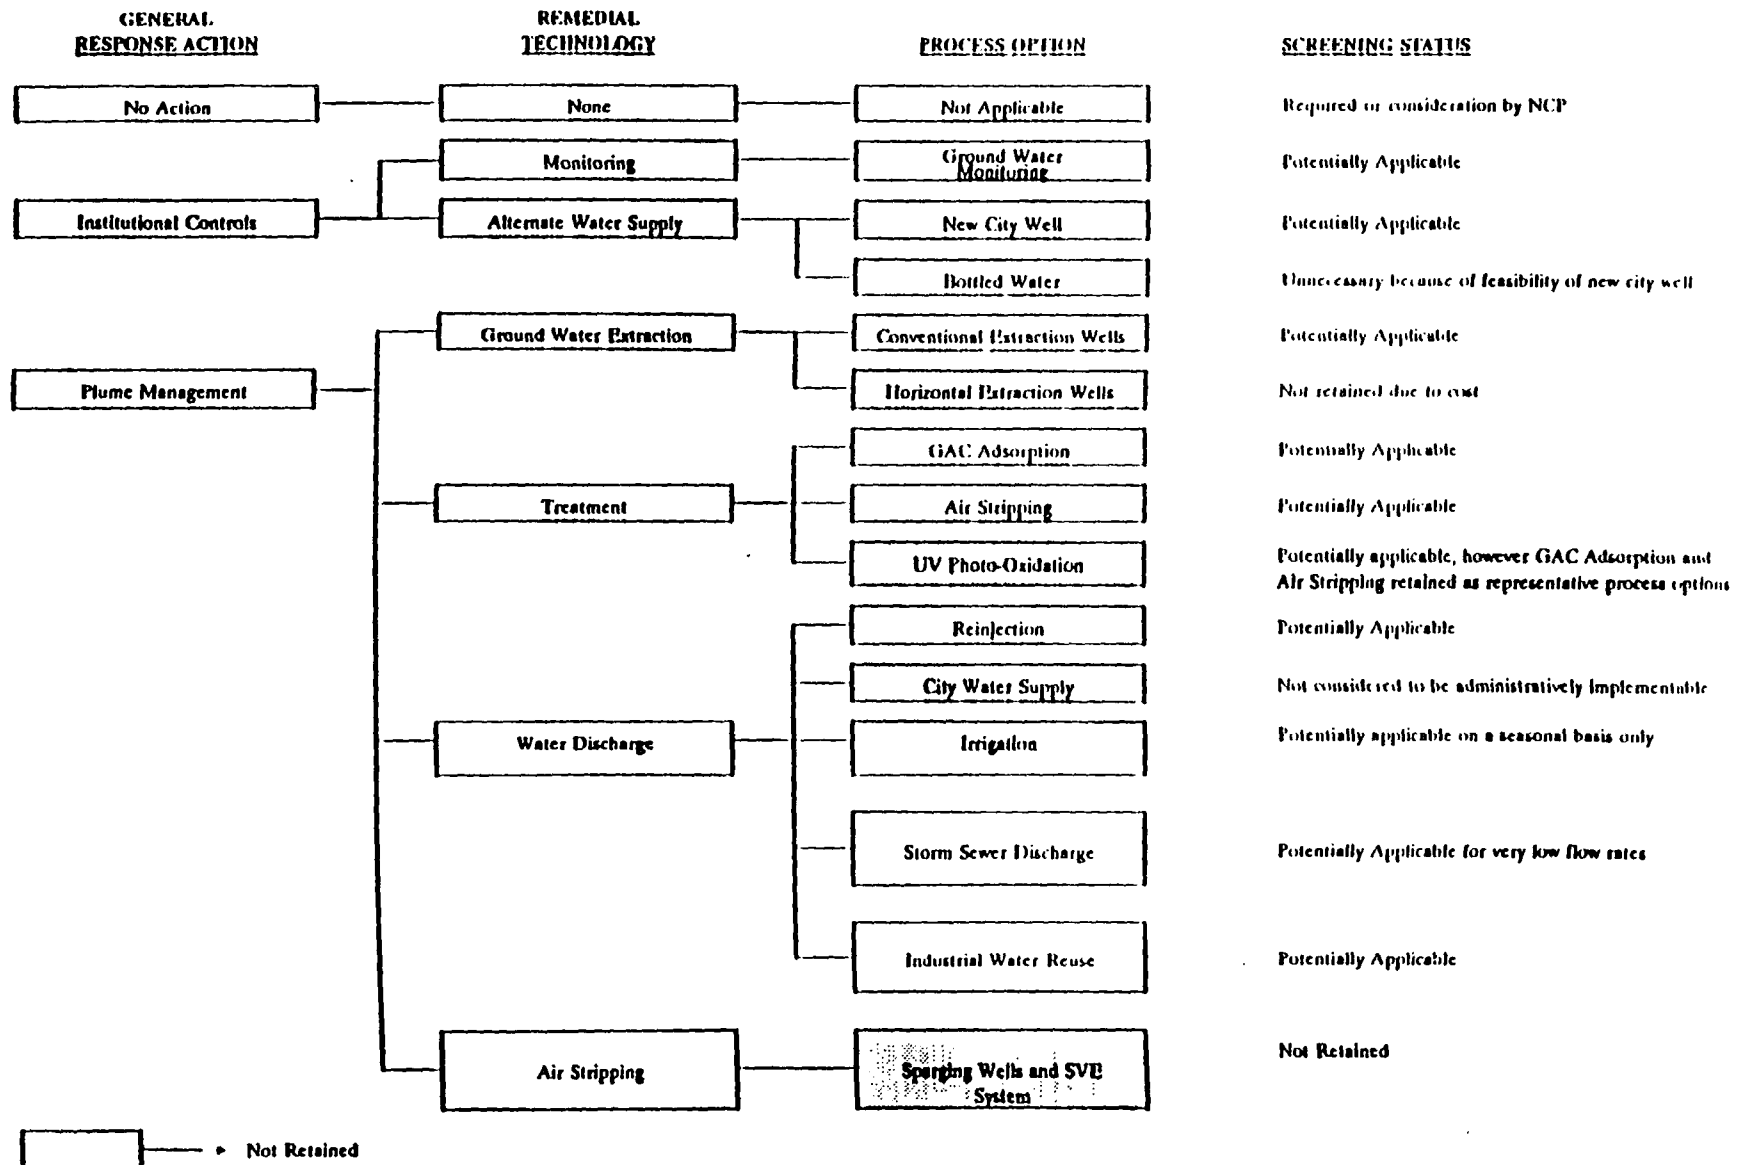 GENERAL
RESPONSE ACTION
REMEDIAL
TECHNOLOGY
PROCESS OPTION
SCREENING STATUS
No Action
None
Not Applicable
Required or consideration by NCP
Monitoring
Ground Water
Monitoring
Potentially Applicable
Institutional Controls
Alternate Water Supply
New City Well
Potentially Applicable
Bottled Water
Unnecessary because of feasibility of new city well
Ground Water Extraction
Conventional Extraction Wells
Potentially Applicable
Plume Management
Horizontal Extraction Wells
Not retained due to cost
GAC Adsorption
Potentially Applicable
Treatment
Air Stripping
Potentially Applicable
UV Photo-Oxidation
Potentially applicable, however GAC Adsorption and
Air Stripping retained as representative process options
Reinjection
Potentially Applicable
City Water Supply
Not considered to be administratively implementable
Water Discharge
Irrigation
Potentially applicable on a seasonal basis only
Storm Sewer Discharge
Potentially Applicable for very low flow rates
Industrial Water Reuse
Potentially Applicable
Air Stripping
Sparging Wells and SVE
System
Not Retained
Not Retained